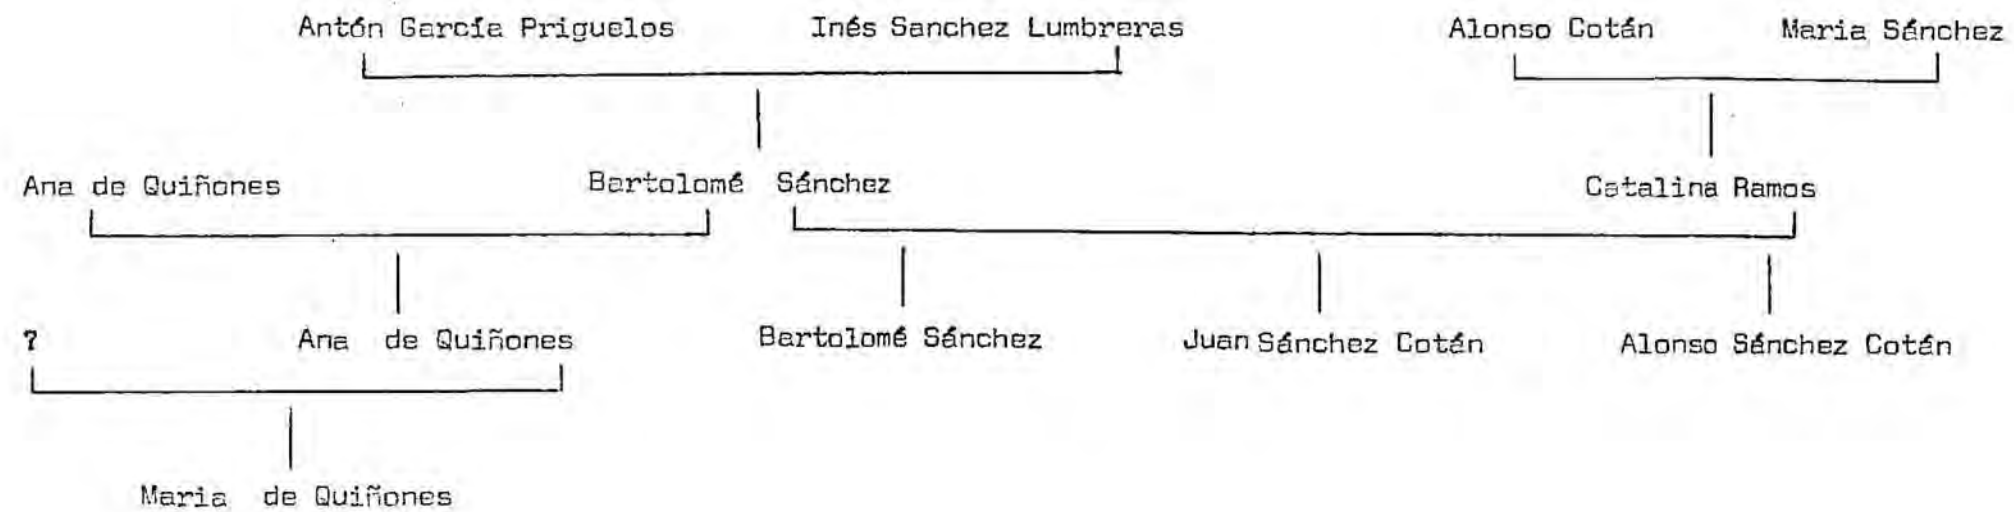 Antón García Priguelos Inés Sanchez Lumbreras Alonso Cotán Maria Sánchez
Ana de Quiñones Bartolomé Sánchez Catalina Ramos
? Ana de Quiñones Bartolomé Sánchez Juan Sánchez Cotán Alonso Sánchez Cotán
Maria de Quiñones